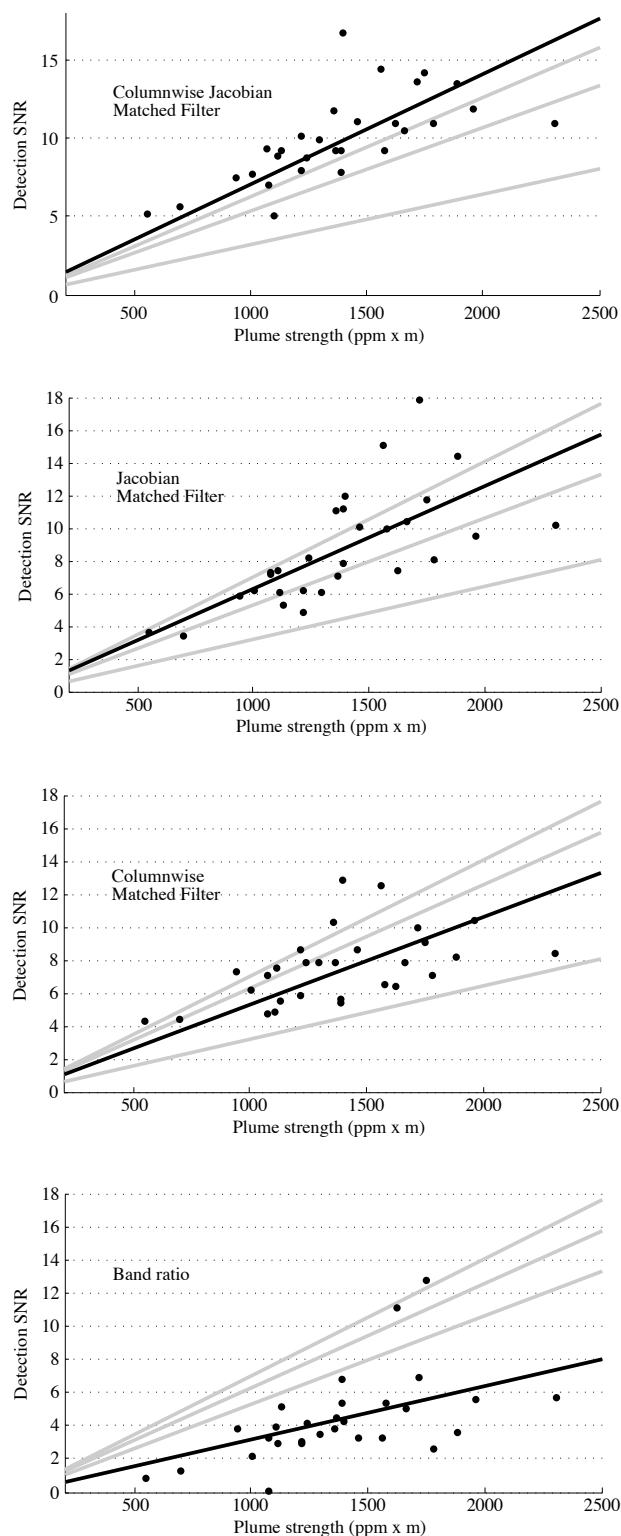 15
10
5
0
Detection SNR
Columnwise Jacobian
Matched Filter
500 1000 1500 2000 2500
Plume strength (ppm x m)
18
16
14
12
10
8
6
4
2
0
Detection SNR
Jacobian
Matched Filter
500 1000 1500 2000 2500
Plume strength (ppm x m)
18
16
14
12
10
8
6
4
2
0
Detection SNR
Columnwise
Matched Filter
500 1000 1500 2000 2500
Plume strength (ppm x m)
18
16
14
12
10
8
6
4
2
0
Detection SNR
Band ratio
500 1000 1500 2000 2500
Plume strength (ppm x m)